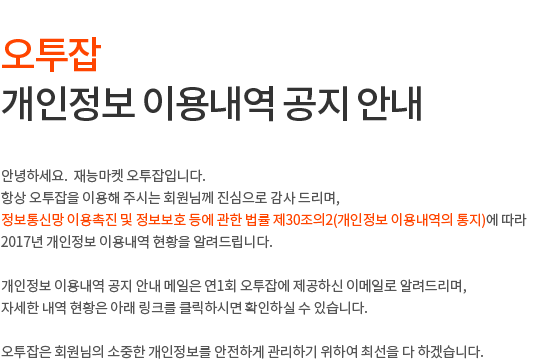 오투잡
개인정보 이용내역 공지 안내
안녕하세요. 재능마켓 오투잡입니다.
항상 오투잡을 이용해 주시는 회원님께 진심으로 감사 드리며,
정보통신망 이용촉진 및 정보보호 등에 관한 법률 제30조의2(개인정보 이용내역의 통지)에 따라
2017년 개인정보 이용내역 현황을 알려드립니다.
개인정보 이용내역 공지 안내 메일은 연1회 오투잡에 제공하신 이메일로 알려드리며,
자세한 내역 현황은 아래 링크를 클릭하시면 확인하실 수 있습니다.
오투잡은 회원님의 소중한 개인정보를 안전하게 관리하기 위하여 최선을 다 하겠습니다.